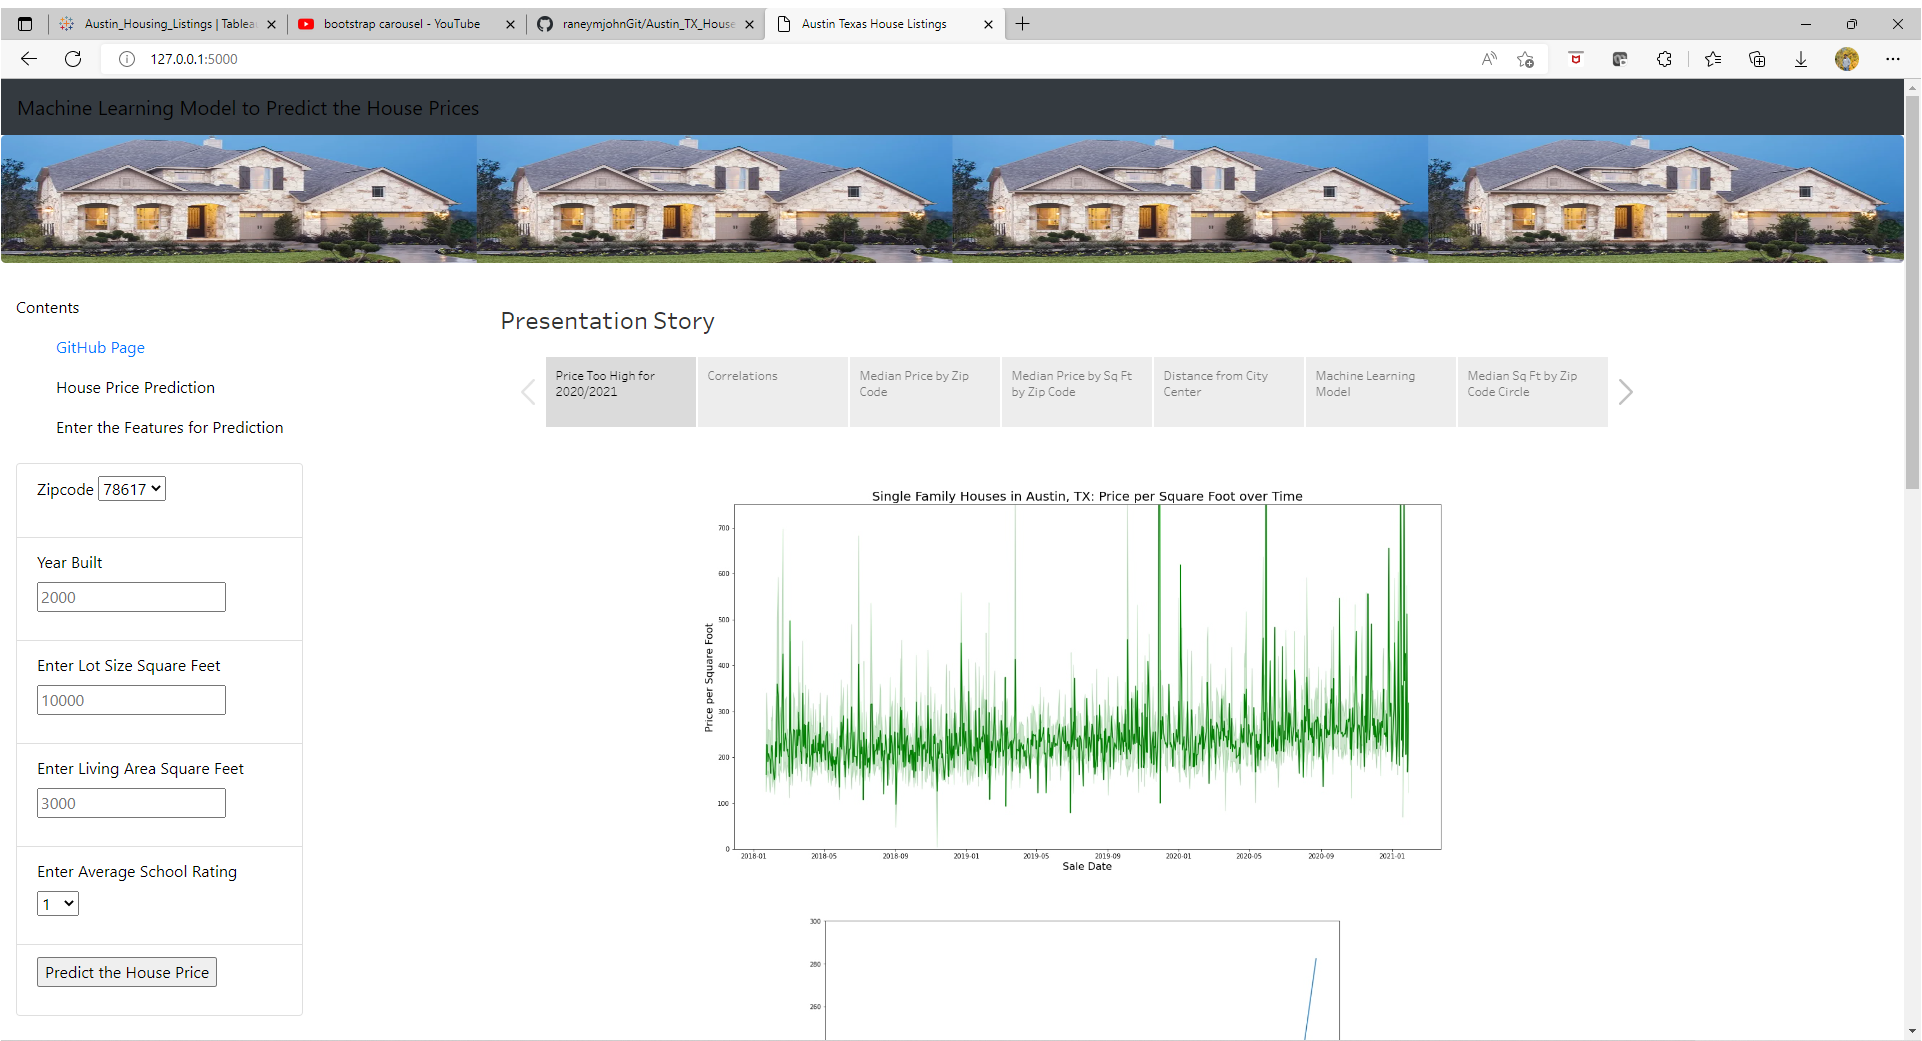 Austin_Housing_Listings | Tablea
bootstrap carousel - YouTube
raneymjohnGit/Austin_TX_House
Austin Texas House Listings
127.0.0.1:5000
Machine Learning Model to Predict the House Prices
Contents
GitHub Page
House Price Prediction
Enter the Features for Prediction
Zipcode 78617
Year Built
2000
Enter Lot Size Square Feet
10000
Enter Living Area Square Feet
3000
Enter Average School Rating
1
Predict the House Price
Presentation Story
Price Too High for
2020/2021
Correlations
Median Price by Zip
Code
Median Price by Sq Ft
by Zip Code
Distance from City
Center
Machine Learning
Model
Median Sq Ft by Zip
Code Circle
Single Family Houses in Austin, TX: Price per Square Foot over Time
Price per Square Foot
700
600
500
400
300
200
100
0
2018-01 2018-05 2018-09 2019-01 2019-05 2019-09 2020-01 2020-05 2020-09 2021-01
Sale Date
300
280
260